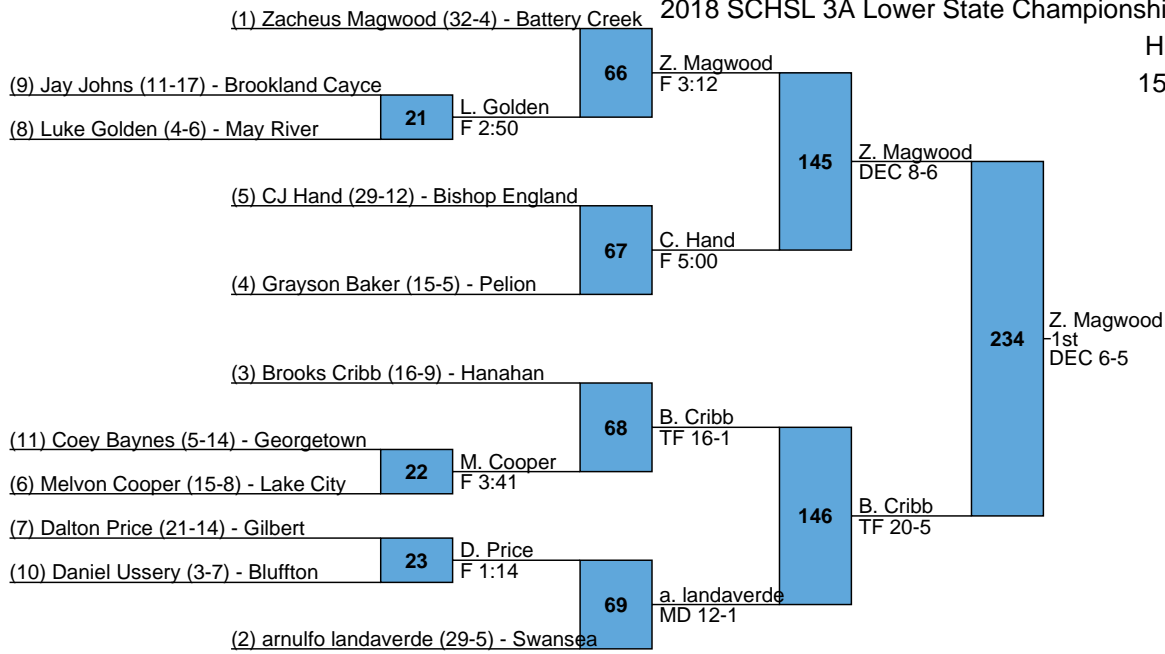 2018 SCHSL 3A Lower State Championshi
H
15
(1) Zacheus Magwood (32-4) - Battery Creek
66
Z. Magwood
F 3:12
(9) Jay Johns (11-17) - Brookland Cayce
21
L. Golden
F 2:50
(8) Luke Golden (4-6) - May River
145
Z. Magwood
DEC 8-6
(5) CJ Hand (29-12) - Bishop England
67
C. Hand
F 5:00
(4) Grayson Baker (15-5) - Pelion
234
Z. Magwood
1st
DEC 6-5
(3) Brooks Cribb (16-9) - Hanahan
68
B. Cribb
TF 16-1
(11) Coey Baynes (5-14) - Georgetown
22
M. Cooper
F 3:41
(6) Melvon Cooper (15-8) - Lake City
146
B. Cribb
TF 20-5
(7) Dalton Price (21-14) - Gilbert
23
D. Price
F 1:14
(10) Daniel Ussery (3-7) - Bluffton
69
a. landaverde
MD 12-1
(2) arnulfo landaverde (29-5) - Swansea